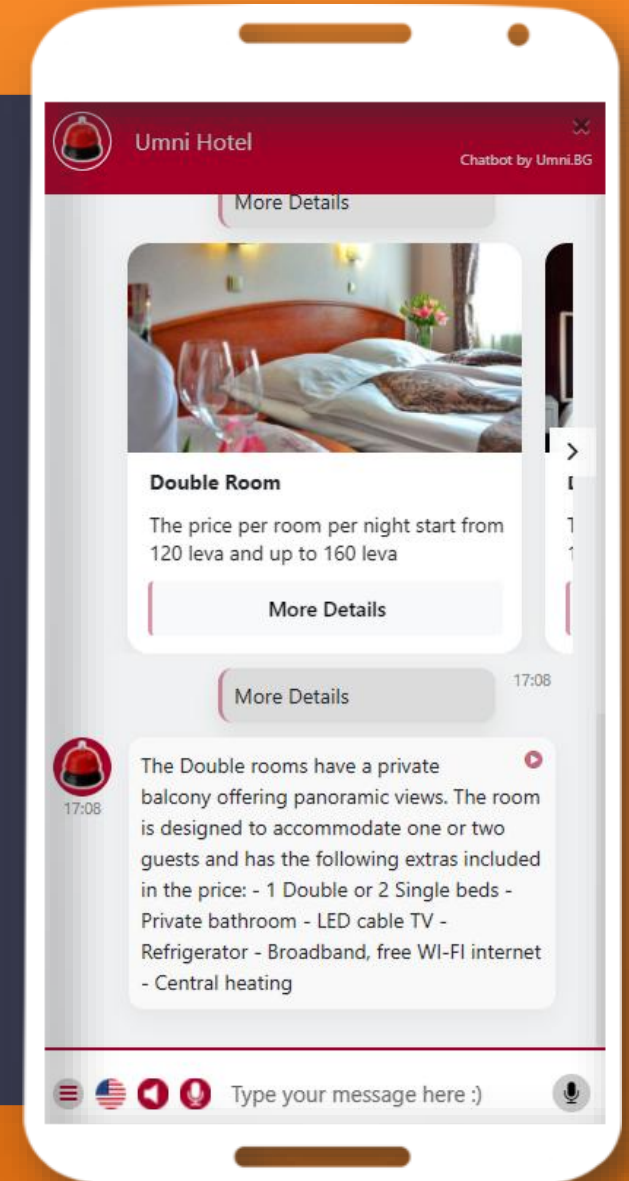 Umni Hotel
Chatbot by Umni.BG
More Details
Double Room
The price per room per night start from
120 leva and up to 160 leva
More Details
17:08
More Details
17:08
The Double rooms have a private
balcony offering panoramic views. The room
is designed to accommodate one or two
guests and has the following extras included
in the price: - 1 Double or 2 Single beds -
Private bathroom - LED cable TV -
Refrigerator - Broadband, free WI-FI internet
- Central heating
Type your message here :)